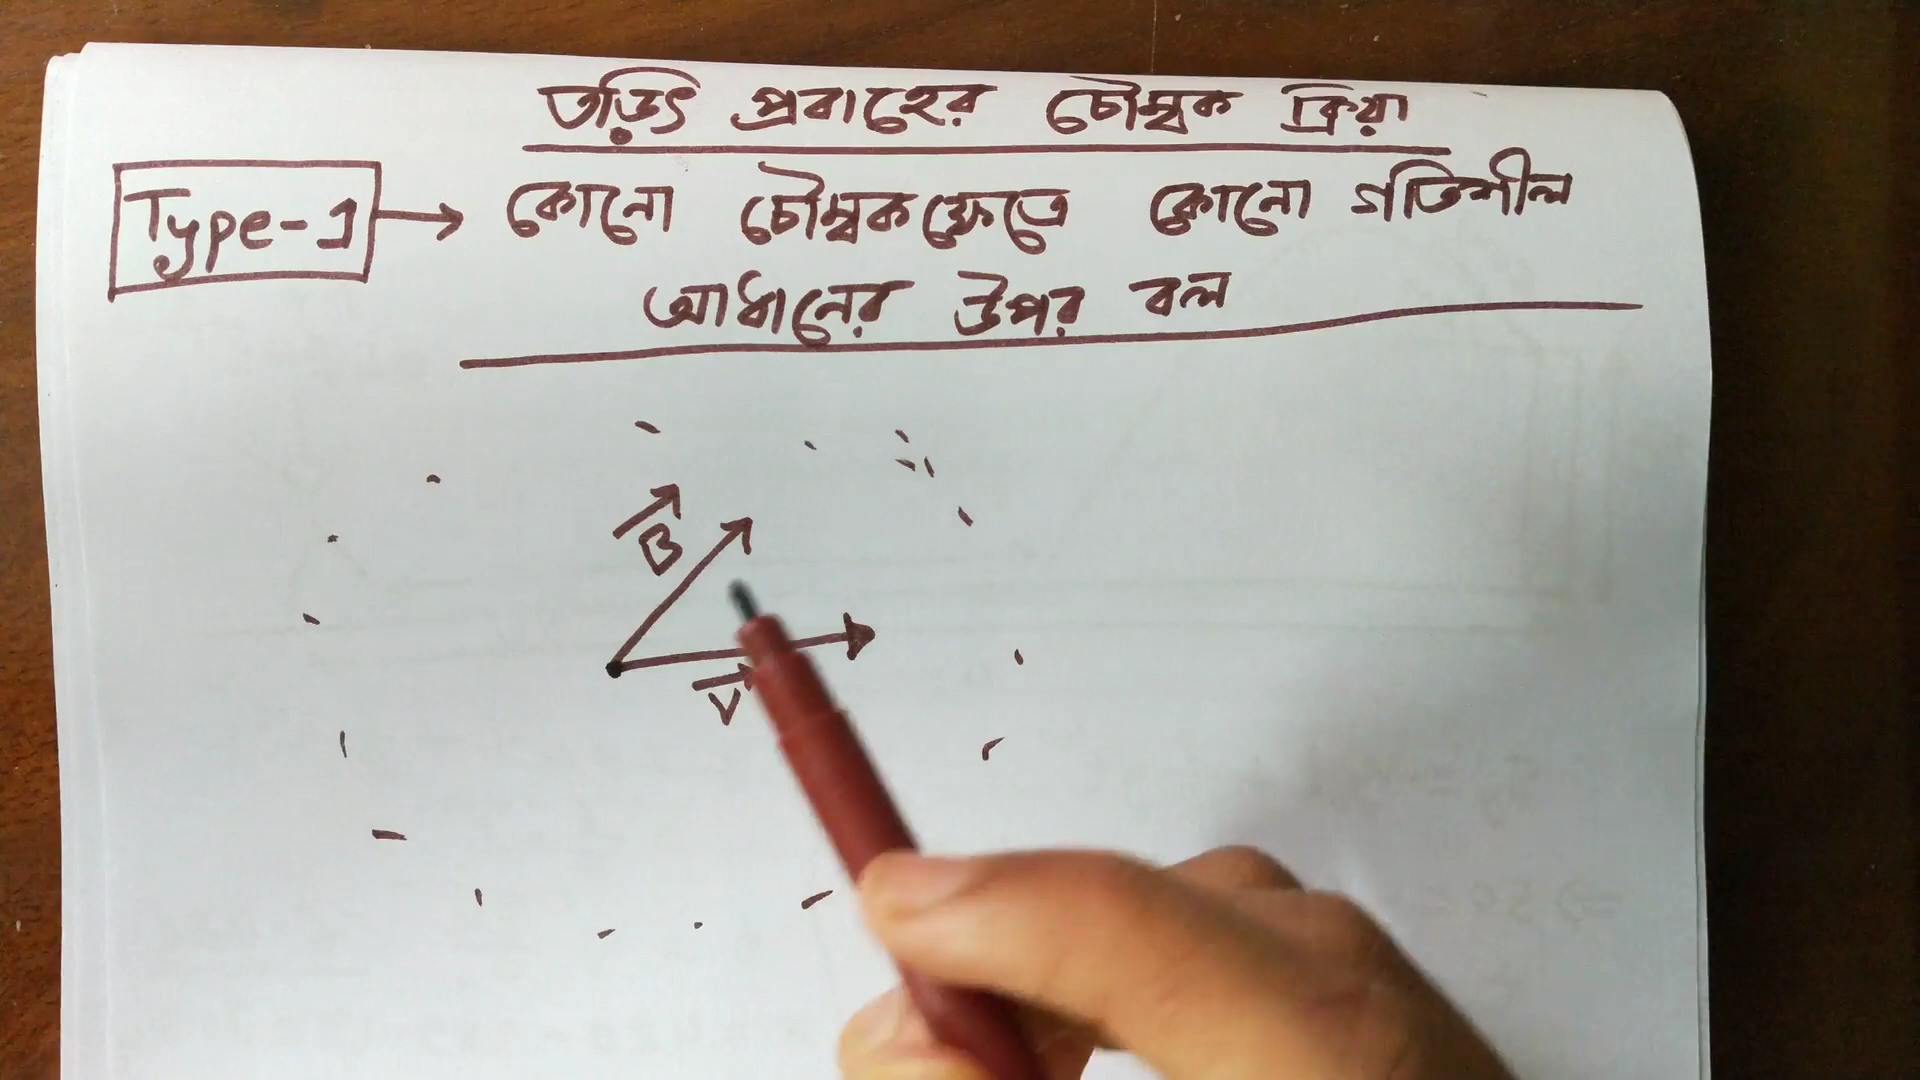 তড়িৎ প্রবাহের চৌম্বক ক্রিয়া
Type-1 → কোনো চৌম্বকক্ষেত্রে কোনো গতিশীল
আধানের উপর বল
B
V